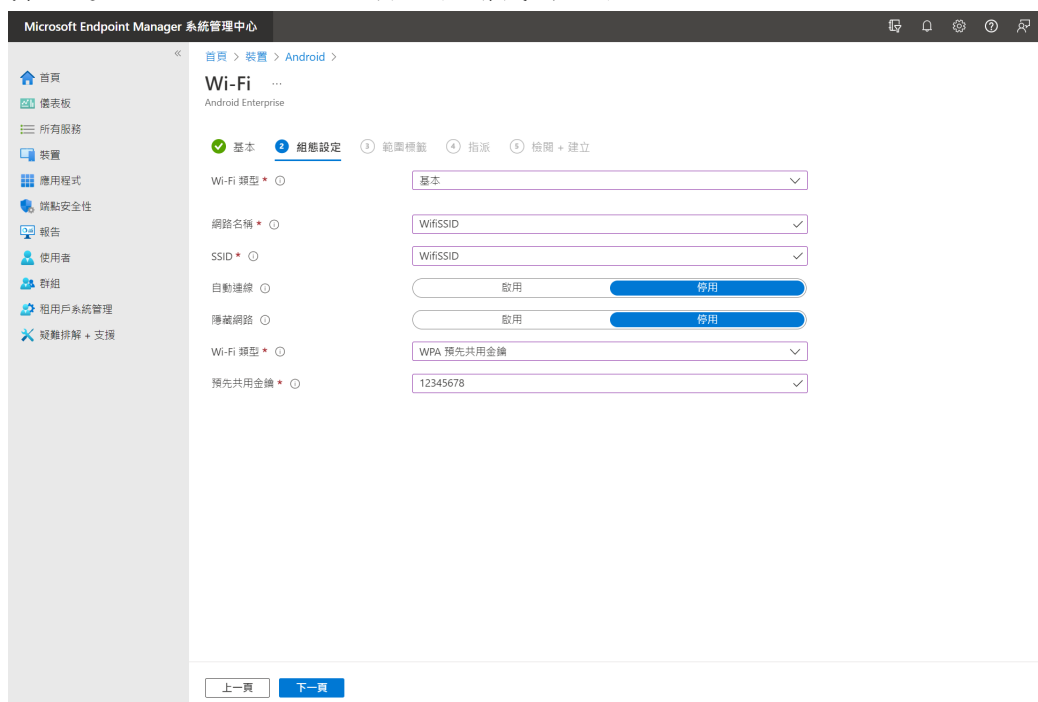 Microsoft Endpoint Manager 系統管理中心
首頁 > 裝置 > Android >
Wi-Fi ...
Android Enterprise
首頁
儀表板
所有服務
裝置
應用程式
端點安全性
報告
使用者
群組
租用戶系統管理
疑難排解 + 支援
基本 2 組態設定 3 範圍標籤 4 指派 5 檢閱 + 建立
Wi-Fi 類型 * 基本
網路名稱 * WifiSSID
SSID * WifiSSID
自動連線 啟用 停用
隱藏網路 啟用 停用
Wi-Fi 類型 * WPA 預先共用金鑰
預先共用金鑰 * 12345678
上一頁 下一頁